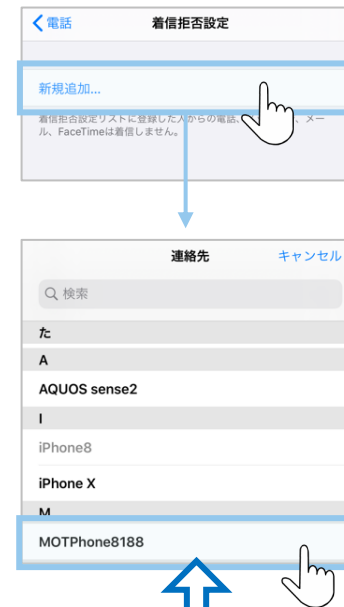 電話 着信拒否設定
新規追加...
着信拒否設定リストに登録した人からの電話、 、メー
ル、FaceTimeは着信しません。
連絡先 キャンセル
検索
た
A
AQUOS sense2
I
iPhone8
iPhone X
M
MOTPhone8188